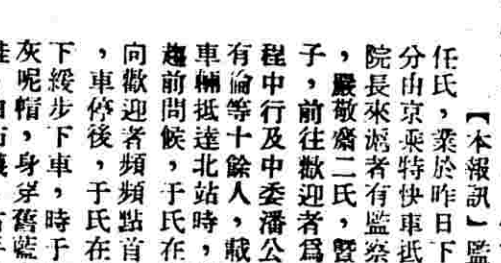 【本報訊】監
任氏，業於昨日下
分由京乘特快車抵
院長來滬者有監察
，嚴敬齋二氏，曁
子，前往歡迎者爲
程中行及中委潘公
有倫等十餘人，載
車輛抵達北站時，
趨前問候，于氏在
向歡迎者頻頻點首
，車停後，于氏在
下緩步下車，時于
灰呢帽，身穿舊藍